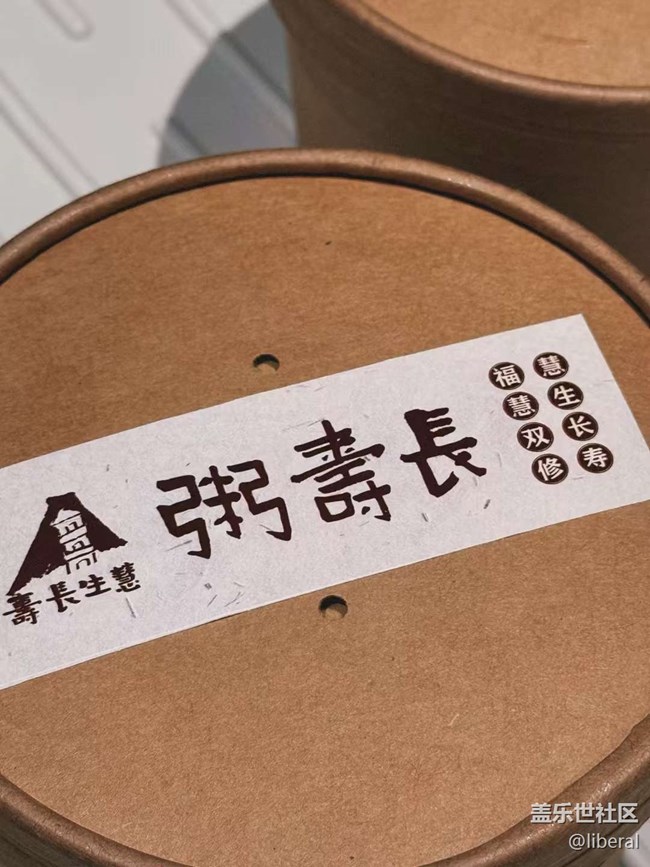 粥壽長
壽長生慧
慧生长寿
福慧双修
盖乐世社区
@liberal